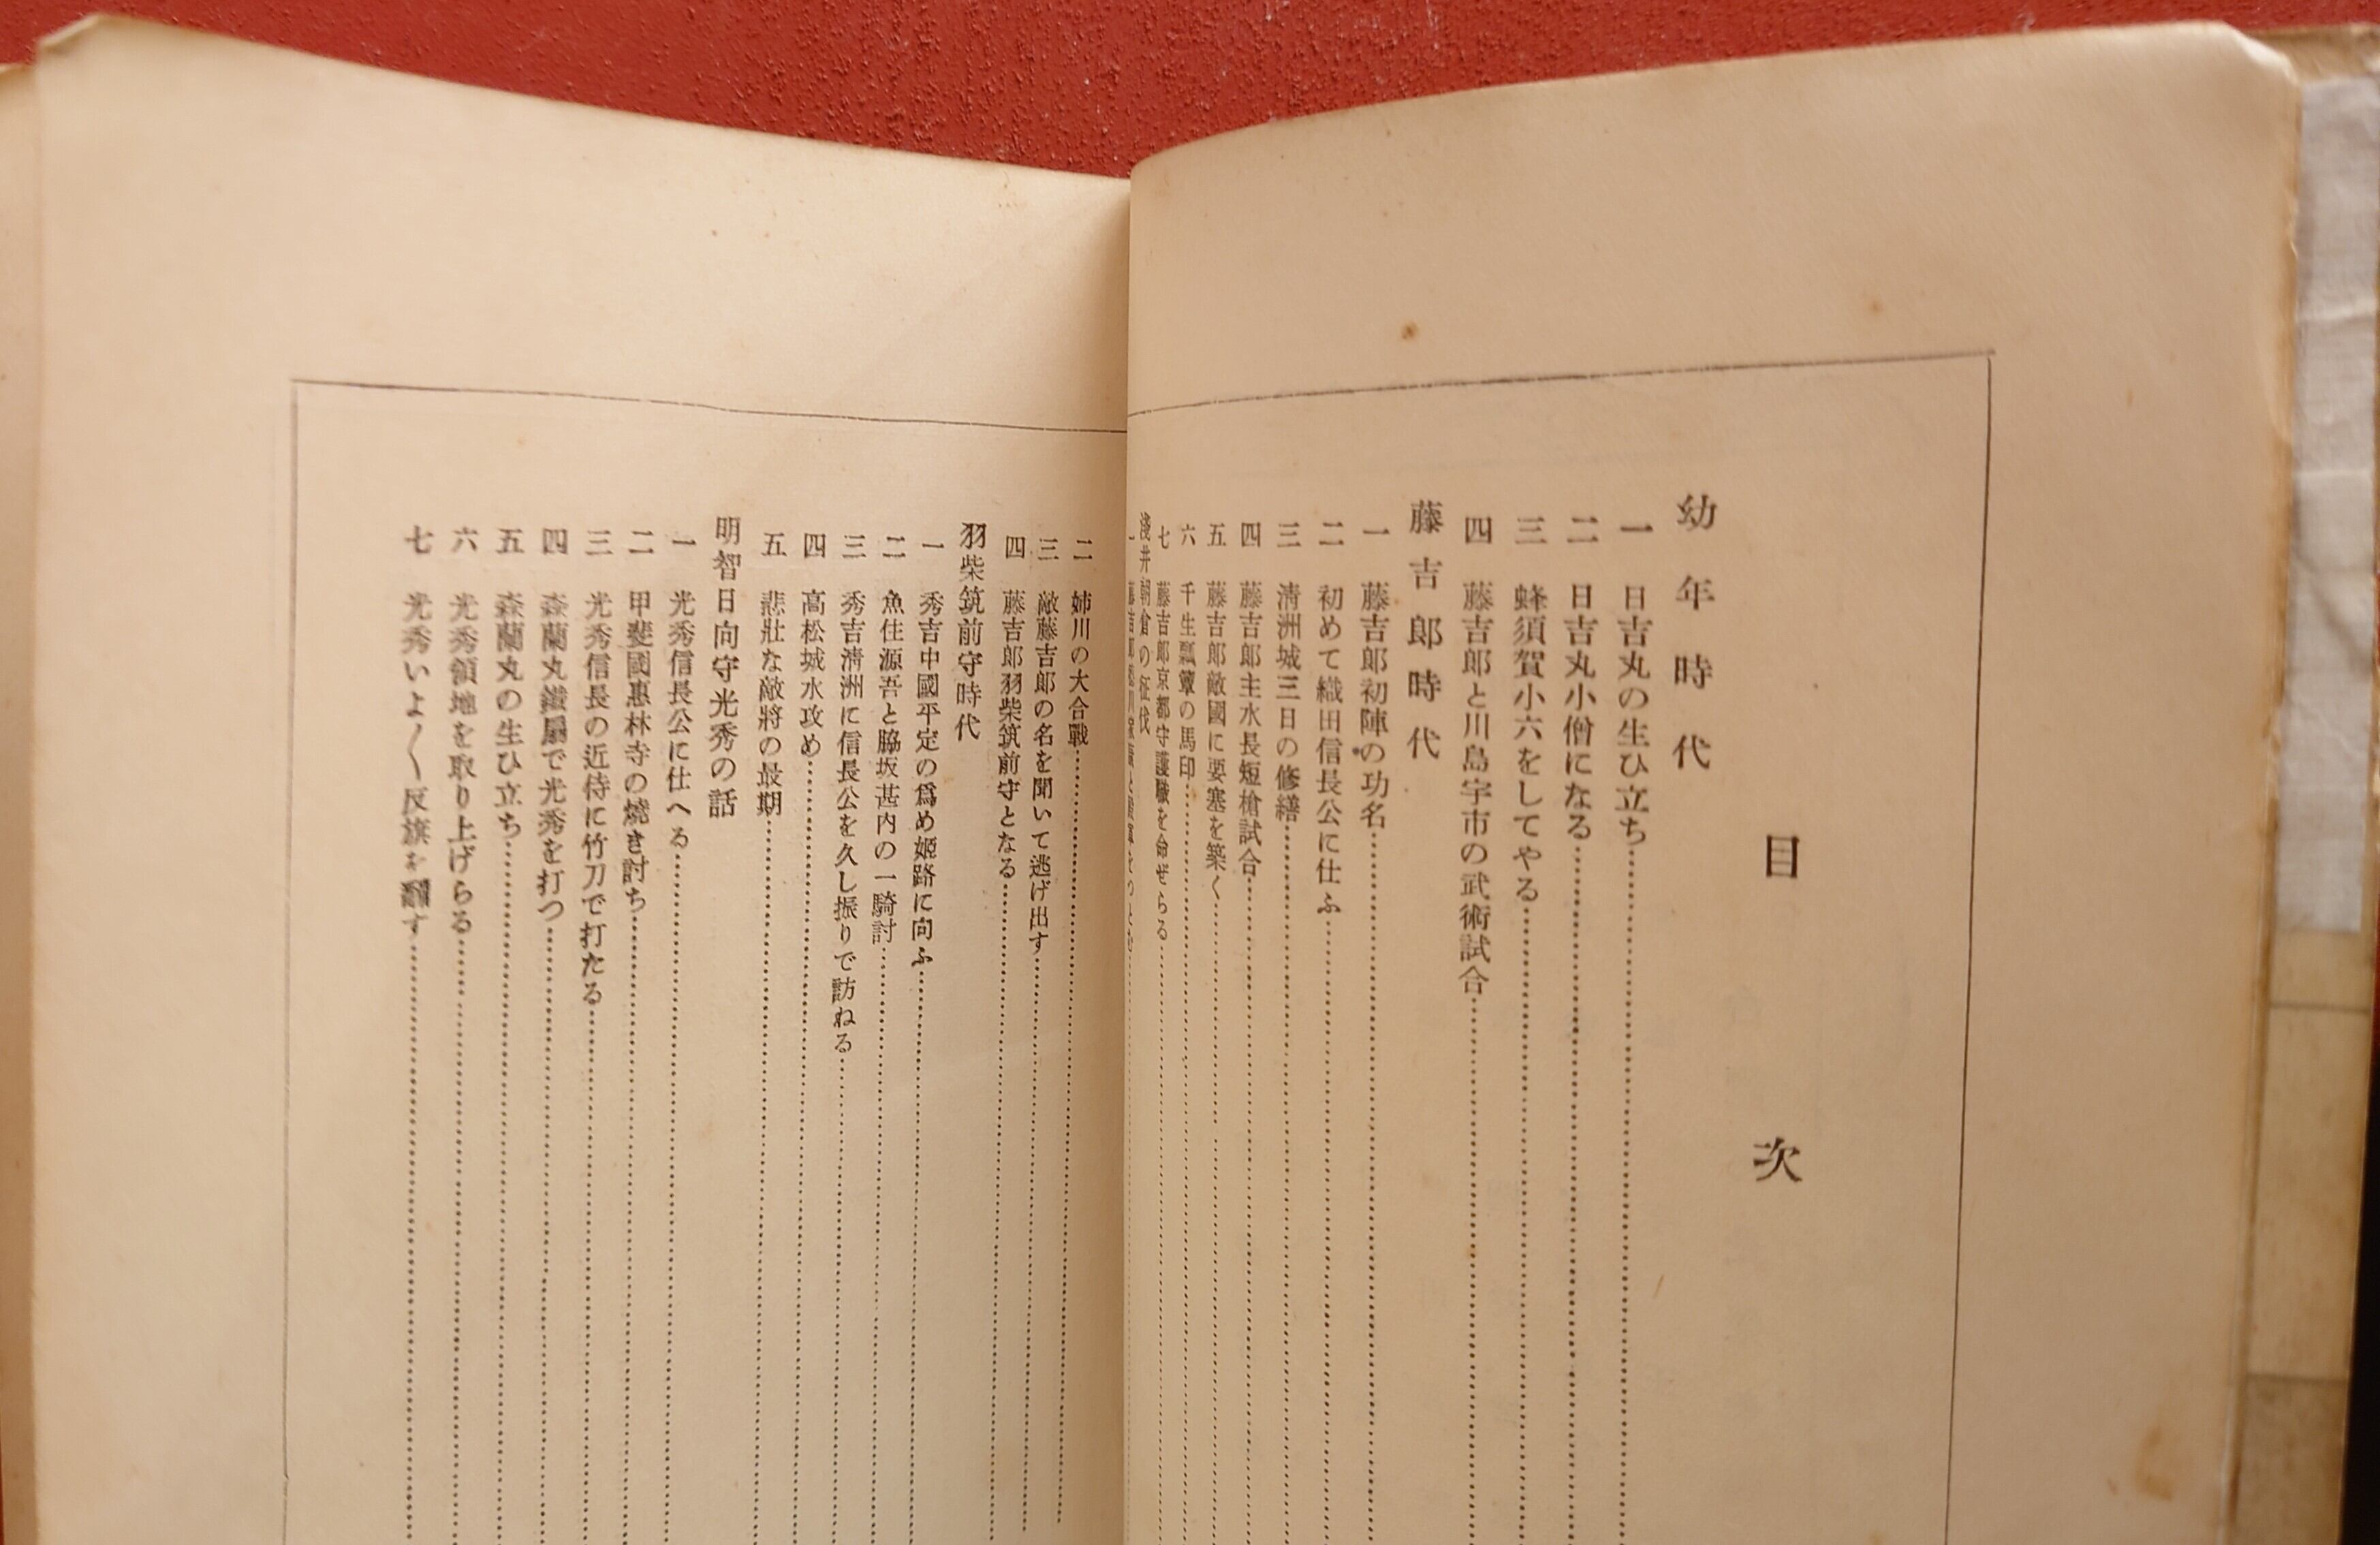 目次
幼年時代
一 日吉丸の生ひ立ち
二 日吉丸小僧になる
三 蜂須賀小六をしてやる
四 藤吉郎と川島宇市の武術試合
藤吉郎時代
一 藤吉郎初陣の功名
二 初めて織田信長公に仕ふ
三 淸洲城三日の修繕
四 藤吉郎主水長短槍試合
五 藤吉郎敵國に要塞を築く
六 千生瓢簞の馬印
七 藤吉郎京都守護職を命ぜらる
淺井朝倉の征伐
一
二 姉川の大合戰
三 敵藤吉郎の名を聞いて逃げ出す
四 藤吉郎羽柴筑前守となる
羽柴筑前守時代
一 秀吉中國平定の爲め姬路に向ふ
二 魚住源吾と脇坂甚内の一騎討
三 秀吉淸洲に信長公を久し振りで訪ねる
四 高松城水攻め
五 悲壯な敵將の最期
明智日向守光秀の話
一 光秀信長公に仕へる
二 甲斐國惠林寺の燒き討ち
三 光秀信長の近侍に竹刀で打たる
四 森蘭丸鐵扇で光秀を打つ
五 森蘭丸の生ひ立ち
六 光秀領地を取り上げらる
七 光秀いよ〱反旗を飜す